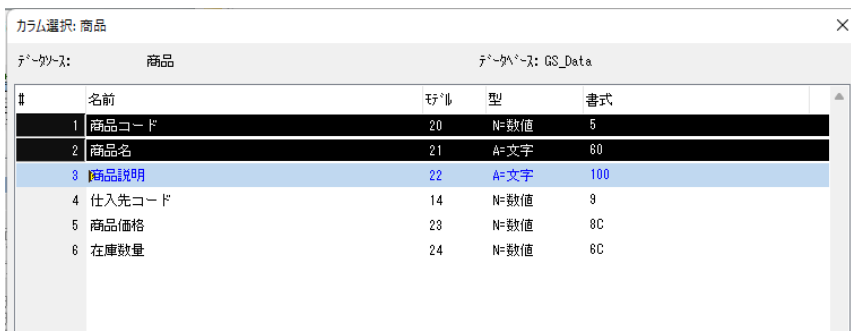 カラム選択: 商品
データソース: 商品 データベース: GS_Data
# 名前 モデル 型 書式
1 商品コード 20 N=数値 5
2 商品名 21 A=文字 60
3 商品説明 22 A=文字 100
4 仕入先コード 14 N=数値 9
5 商品価格 23 N=数値 8C
6 在庫数量 24 N=数値 6C